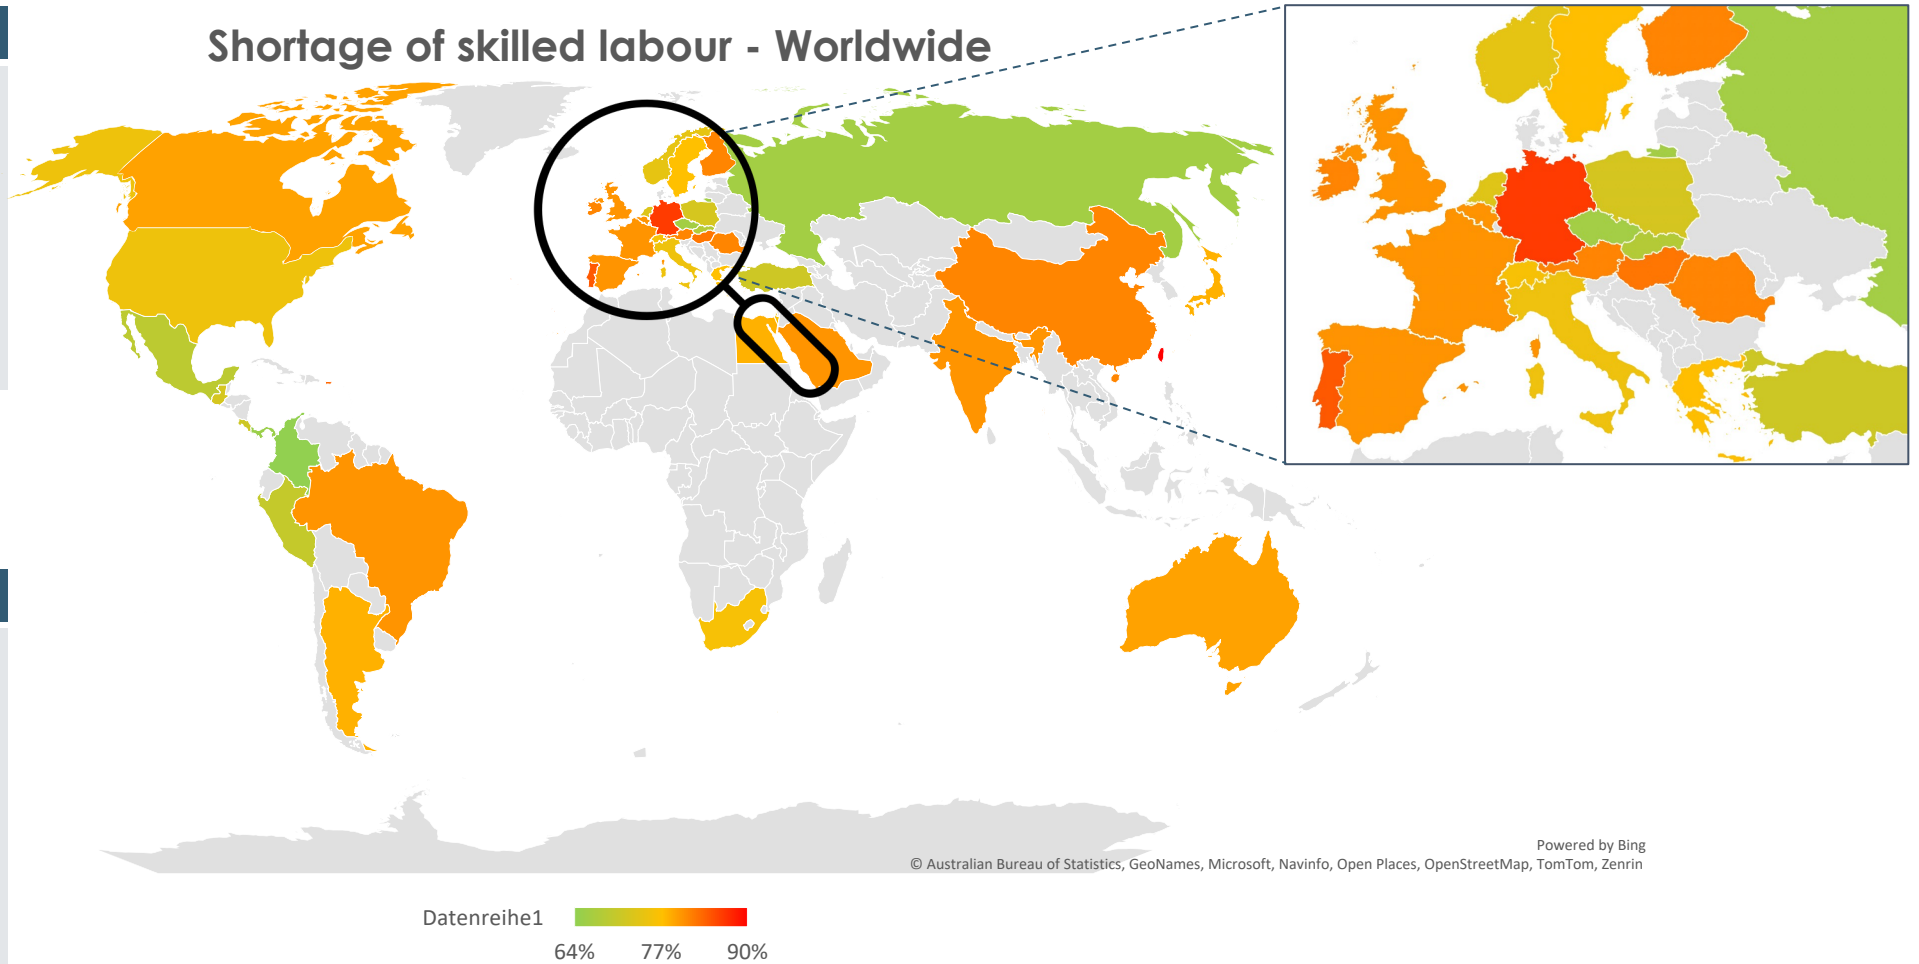 Shortage of skilled labour - Worldwide
Powered by Bing
© Australian Bureau of Statistics, GeoNames, Microsoft, Navinfo, Open Places, OpenStreetMap, TomTom, Zenrin
Datenreihe1
64% 77% 90%